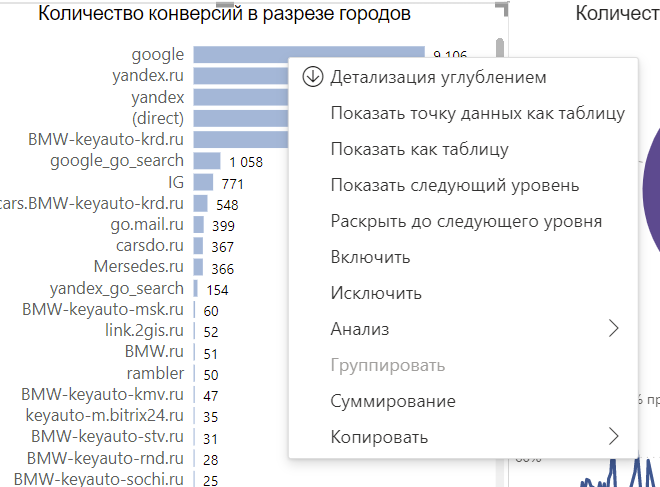 Количество конверсий в разрезе городов
Количест
google 9 106
yandex.ru
yandex
(direct)
BMW-keyauto-krd.ru
google_go_search 1 058
IG 771
cars.BMW-keyauto-krd.ru 548
go.mail.ru 399
carsdo.ru 367
Mersedes.ru 366
yandex_go_search 154
BMW-keyauto-msk.ru 60
link.2gis.ru 52
BMW.ru 51
rambler 50
BMW-keyauto-kmv.ru 47
keyauto-m.bitrix24.ru 35
BMW-keyauto-stv.ru 31
BMW-keyauto-rnd.ru 28
BMW-keyauto-sochi.ru 25
Детализация углублением
Показать точку данных как таблицу
Показать как таблицу
Показать следующий уровень
Раскрыть до следующего уровня
Включить
Исключить
Анализ
Группировать
Суммирование
Копировать
% пр